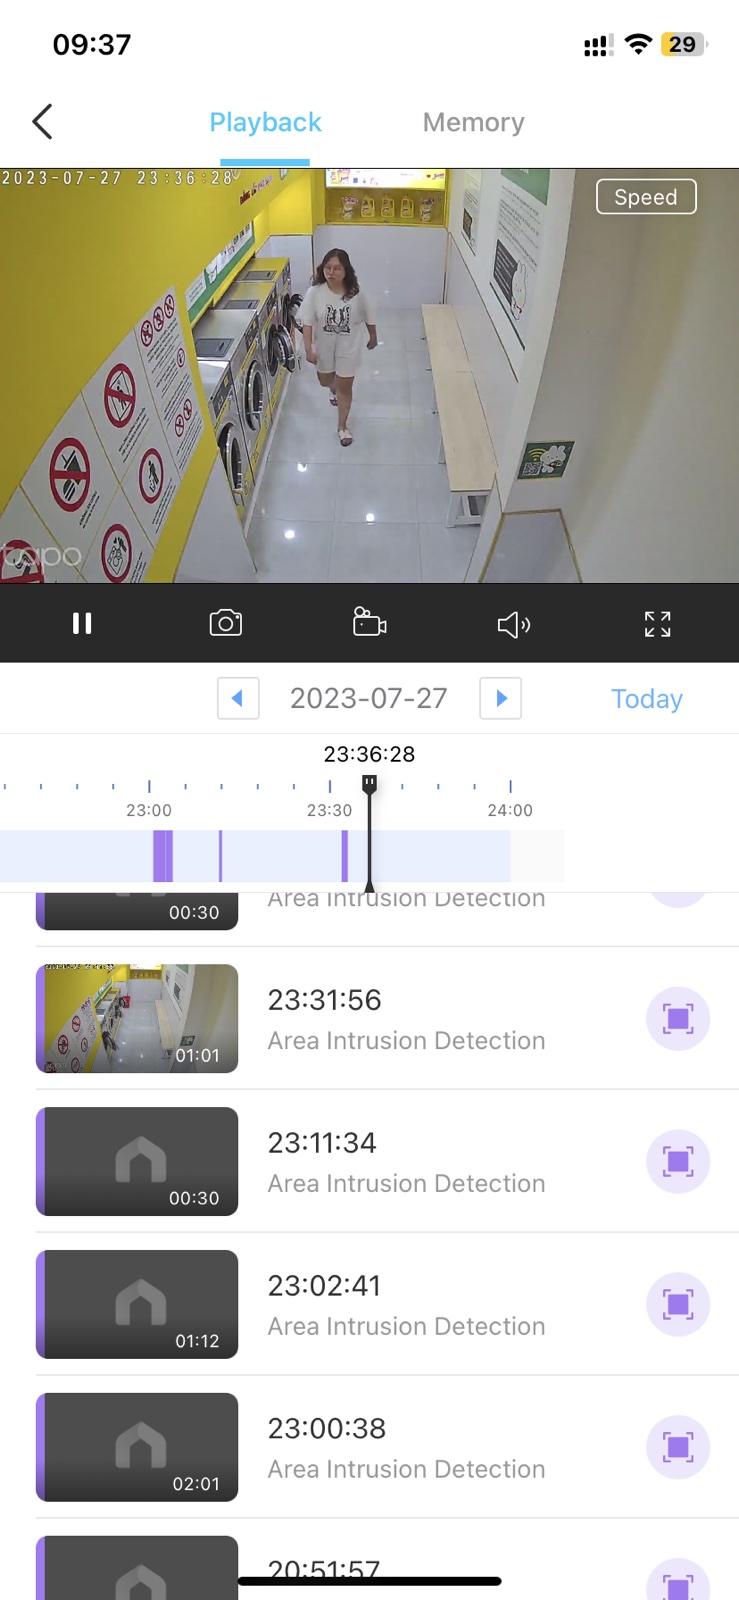 09:37
29
Playback
Memory
2023-07-27 23:36:28
Speed
tapo
2023-07-27
Today
23:36:28
23:00
23:30
24:00
00:30
Area Intrusion Detection
01:01
23:31:56
Area Intrusion Detection
00:30
23:11:34
Area Intrusion Detection
01:12
23:02:41
Area Intrusion Detection
02:01
23:00:38
Area Intrusion Detection
20:51:57